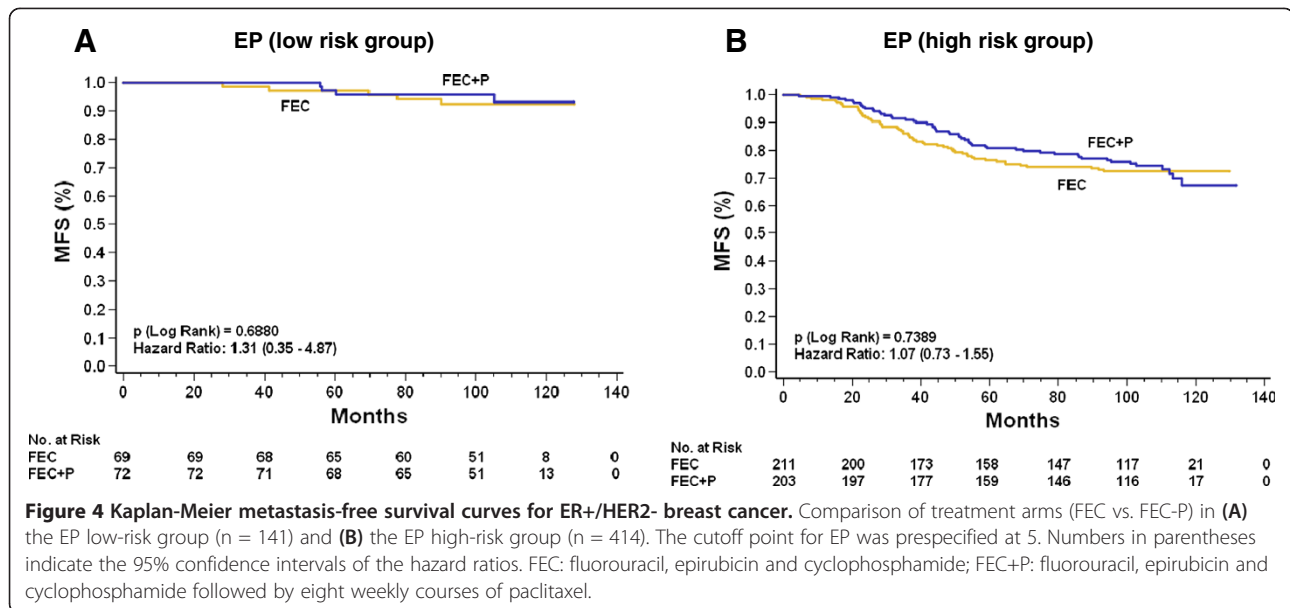 A
EP (low risk group)
MFS (%)
1.0
0.9
0.8
0.7
0.6
0.5
0.4
0.3
0.2
0.1
0.0
FEC+P
FEC
p (Log Rank) = 0.6880
Hazard Ratio: 1.31 (0.35 - 4.87)
0 20 40 60 80 100 120 140
Months
No. at Risk
FEC 69 69 68 65 60 51 8 0
FEC+P 72 72 71 68 65 51 13 0
B
EP (high risk group)
MFS (%)
1.0
0.9
0.8
0.7
0.6
0.5
0.4
0.3
0.2
0.1
0.0
FEC+P
FEC
p (Log Rank) = 0.7389
Hazard Ratio: 1.07 (0.73 - 1.55)
0 20 40 60 80 100 120 140
Months
No. at Risk
FEC 211 200 173 158 147 117 21 0
FEC+P 203 197 177 159 146 116 17 0
Figure 4 Kaplan-Meier metastasis-free survival curves for ER+/HER2- breast cancer. Comparison of treatment arms (FEC vs. FEC-P) in (A)
the EP low-risk group (n = 141) and (B) the EP high-risk group (n = 414). The cutoff point for EP was prespecified at 5. Numbers in parentheses
indicate the 95% confidence intervals of the hazard ratios. FEC: fluorouracil, epirubicin and cyclophosphamide; FEC+P: fluorouracil, epirubicin and
cyclophosphamide followed by eight weekly courses of paclitaxel.